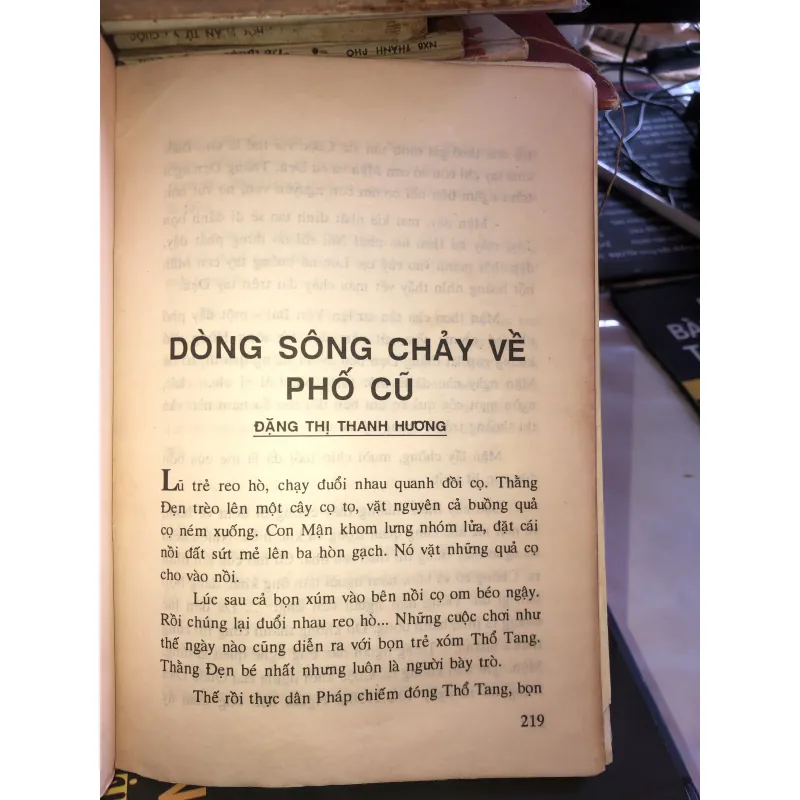 NXB THÀNH PHỐ
DÒNG SÔNG CHẢY VỀ
PHỐ CŨ
ĐẶNG THỊ THANH HƯƠNG
Lũ trẻ reo hò, chạy đuổi nhau quanh đồi cọ. Thằng
Đẹn trèo lên một cây cọ to, vặt nguyên cả buồng quả
cọ ném xuống. Con Mận khom lưng nhóm lửa, đặt cái
nồi đất sứt mẻ lên ba hòn gạch. Nó vặt những quả cọ
cho vào nồi.
Lúc sau cả bọn xúm vào bên nồi cọ om béo ngậy.
Rồi chúng lại đuổi nhau reo hò... Những cuộc chơi như
thế ngày nào cũng diễn ra với bọn trẻ xóm Thổ Tang.
Thằng Đẹn bé nhất nhưng luôn là người bày trò.
Thế rồi thực dân Pháp chiếm đóng Thổ Tang, bọn
219